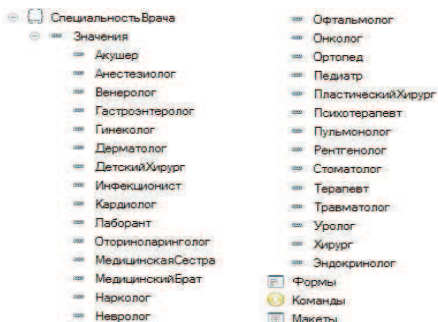 СпециальностьВрача
Значения
Акушер
Анестезиолог
Венеролог
Гастроэнтеролог
Гинеколог
Дерматолог
ДетскийХирург
Инфекционист
Кардиолог
Лаборант
Оториноларинголог
МедицинскаяСестра
МедицинскийБрат
Нарколог
Невролог
Офтальмолог
Онколог
Ортопед
Педиатр
ПластическийХирург
Психотерапевт
Пульмонолог
Рентгенолог
Стоматолог
Терапевт
Травматолог
Уролог
Хирург
Эндокринолог
Формы
Команды
Макеты